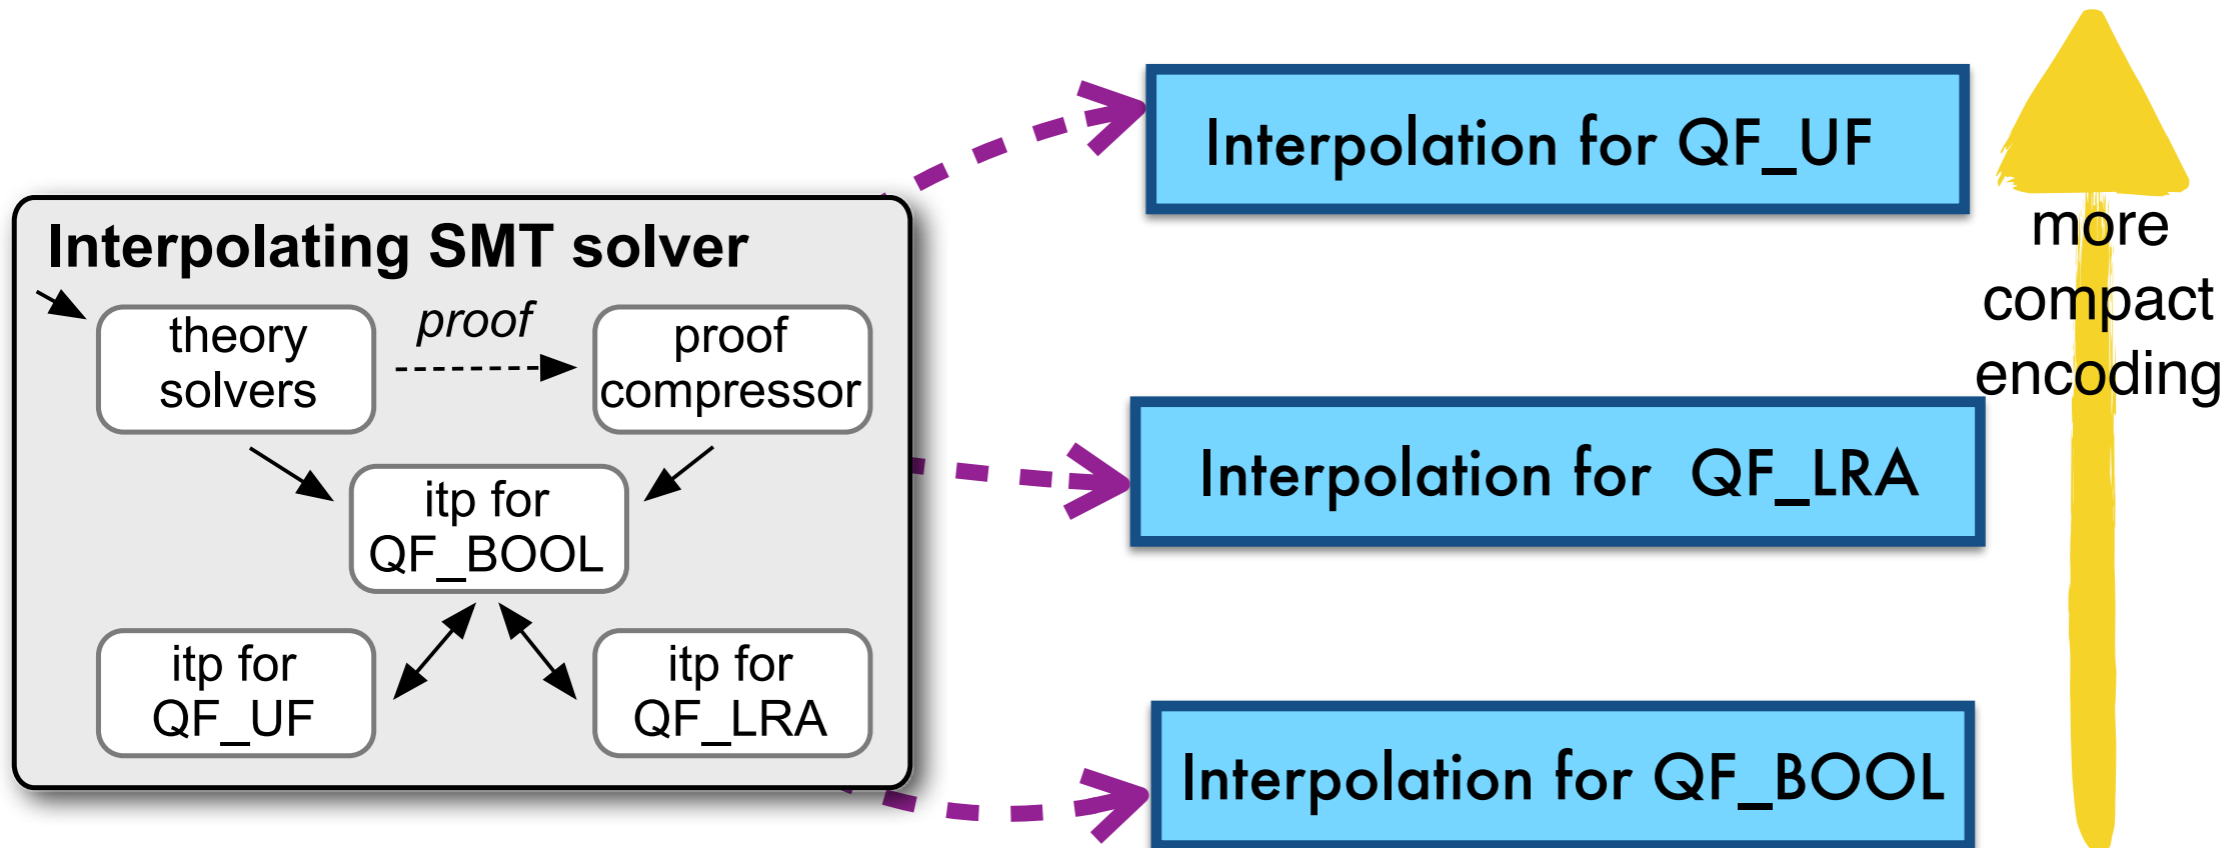 Interpolating SMT solver
theory
solvers
proof
proof
compressor
itp for
QF_BOOL
itp for
QF_UF
itp for
QF_LRA
Interpolation for QF_UF
Interpolation for QF_LRA
Interpolation for QF_BOOL
more
compact
encoding